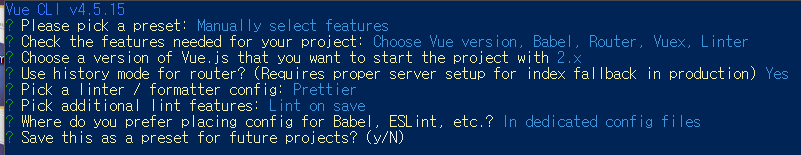 Vue CLI v4.5.15
? Please pick a preset: Manually select features
? Check the features needed for your project: Choose Vue version, Babel, Router, Vuex, Linter
? Choose a version of Vue.js that you want to start the project with 2.x
? Use history mode for router? (Requires proper server setup for index fallback in production) Yes
? Pick a linter / formatter config: Prettier
? Pick additional lint features: Lint on save
? Where do you prefer placing config for Babel, ESLint, etc.? In dedicated config files
? Save this as a preset for future projects? (y/N)